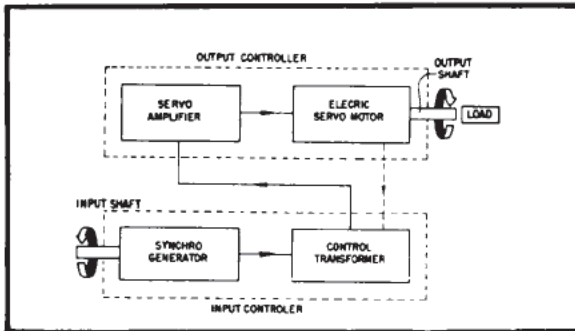 OUTPUT CONTROLLER
OUTPUT
SHAFT
SERVO
AMPLIFIER
ELECRIC
SERVO MOTOR
LOAD
INPUT SHAFT
SYNCHRO
GENERATOR
CONTROL
TRANSFORMER
INPUT CONTROLER